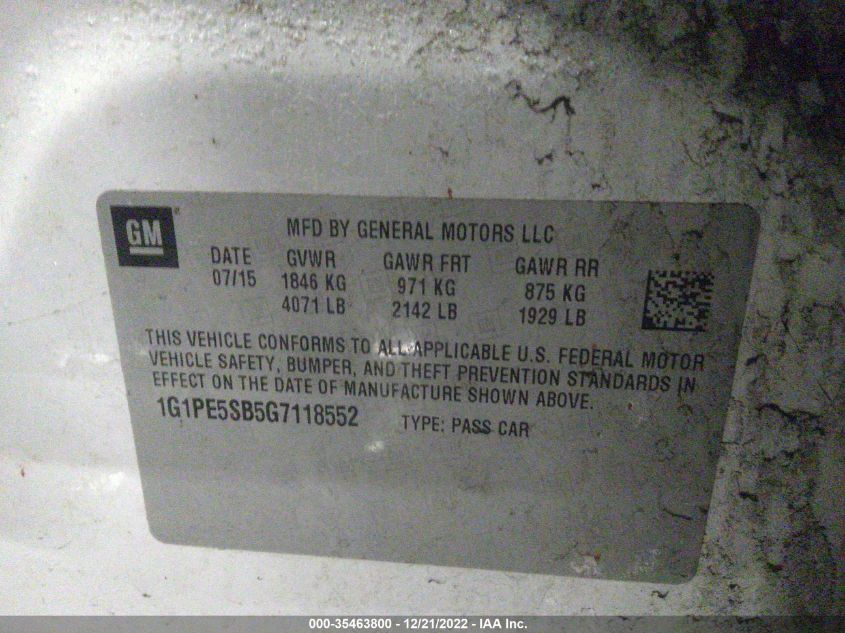 GM
MFD BY GENERAL MOTORS LLC
DATE GVWR GAWR FRT GAWR RR
07/15 1846 KG 971 KG 875 KG
4071 LB 2142 LB 1929 LB
THIS VEHICLE CONFORMS TO ALL APPLICABLE U.S. FEDERAL MOTOR
VEHICLE SAFETY, BUMPER, AND THEFT PREVENTION STANDARDS IN
EFFECT ON THE DATE OF MANUFACTURE SHOWN ABOVE.
1G1PE5SB5G7118552 TYPE: PASS CAR
000-35463800 - 12/21/2022 - IAA Inc.